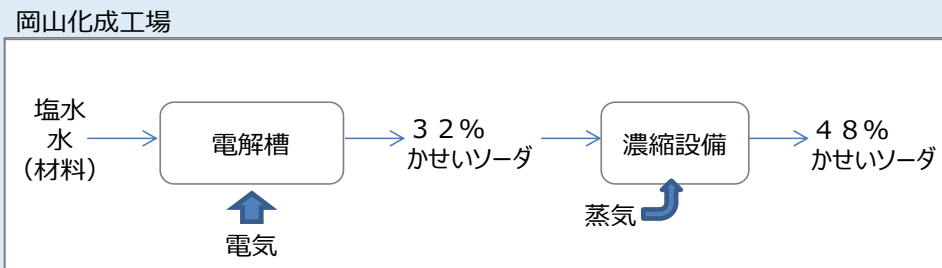 岡山化成工場
塩水
水
(材料)
電解槽
電気
32%
かせいソーダ
濃縮設備
蒸気
48%
かせいソーダ